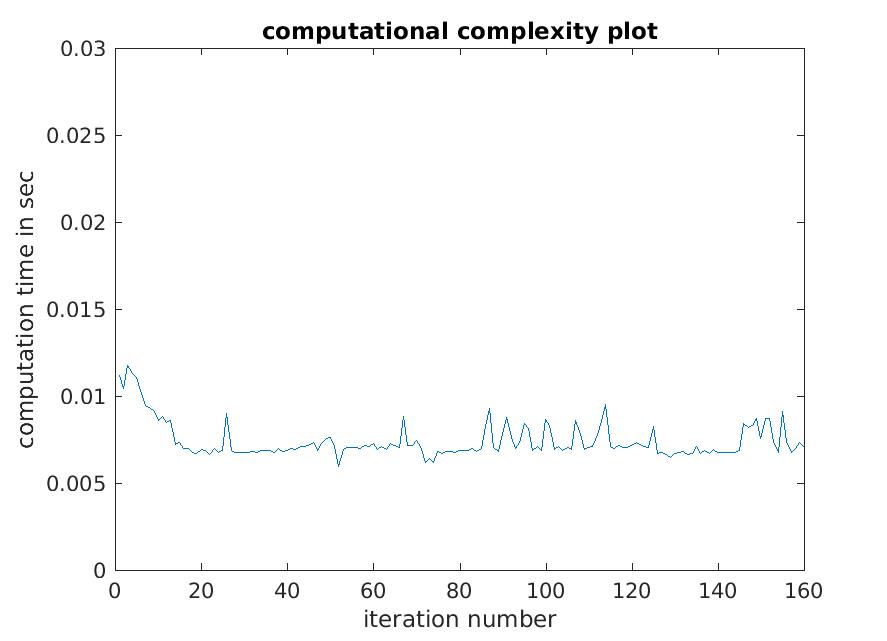 computational complexity plot
0.03
0.025
0.02
0.015
0.01
0.005
0
computation time in sec
0 20 40 60 80 100 120 140 160
iteration number